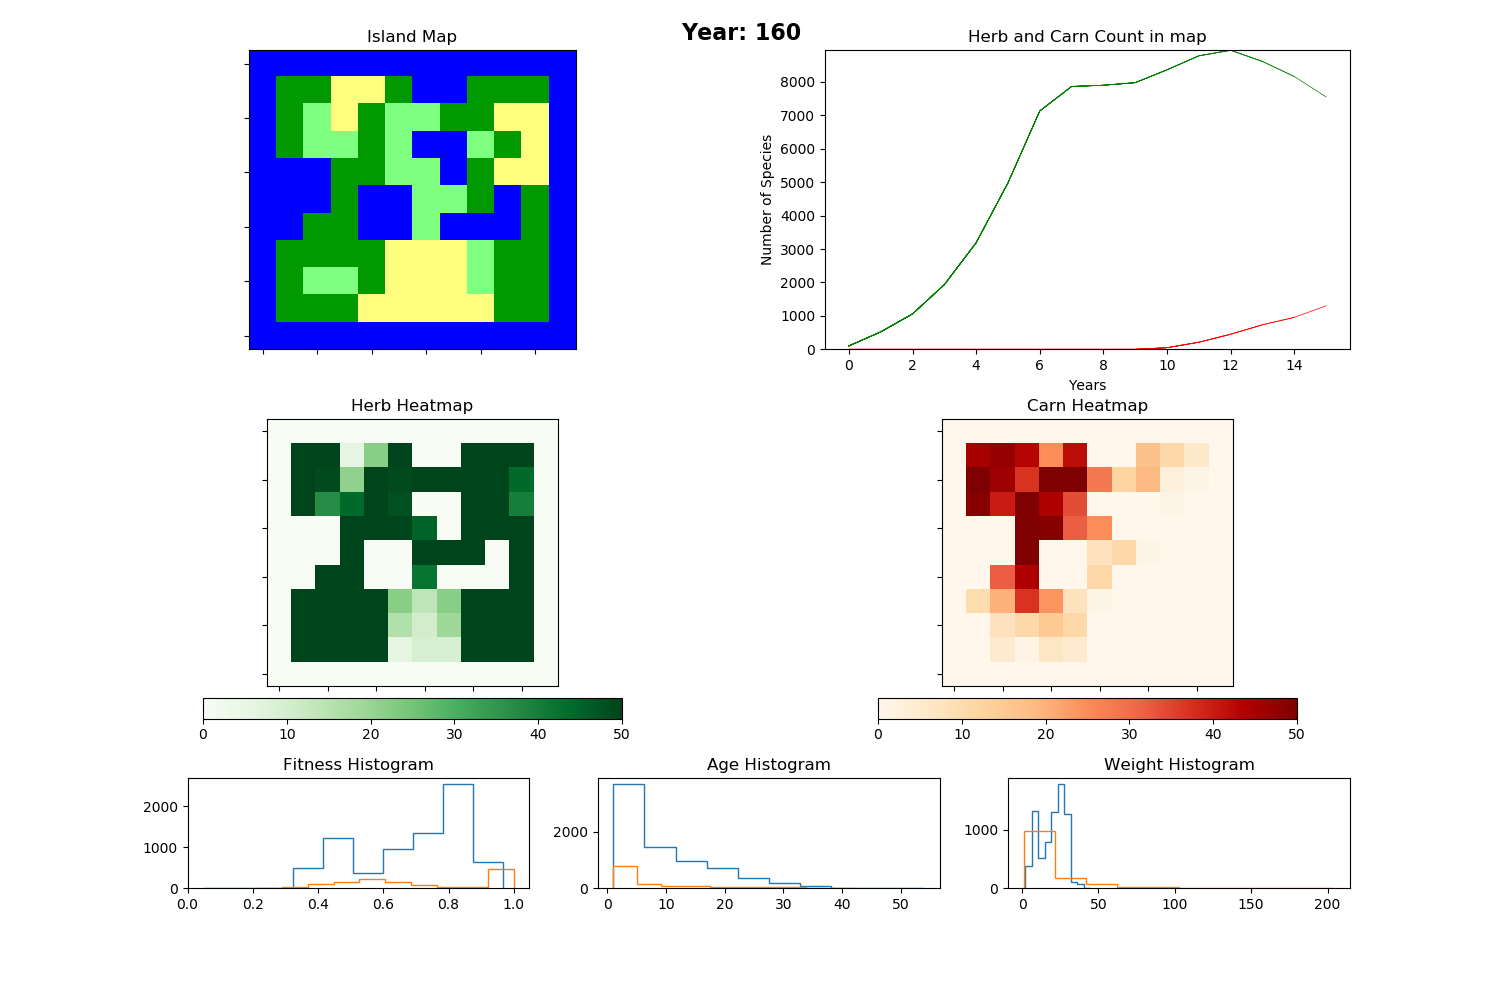 Year: 160
Island Map
Herb and Carn Count in map
Number of Species
8000
7000
6000
5000
4000
3000
2000
1000
0
0 2 4 6 8 10 12 14
Years
Herb Heatmap
Carn Heatmap
0 10 20 30 40 50
0 10 20 30 40 50
Fitness Histogram
Age Histogram
Weight Histogram
2000
1000
0
0.0 0.2 0.4 0.6 0.8 1.0
2000
0
0 10 20 30 40 50
1000
0
0 50 100 150 200